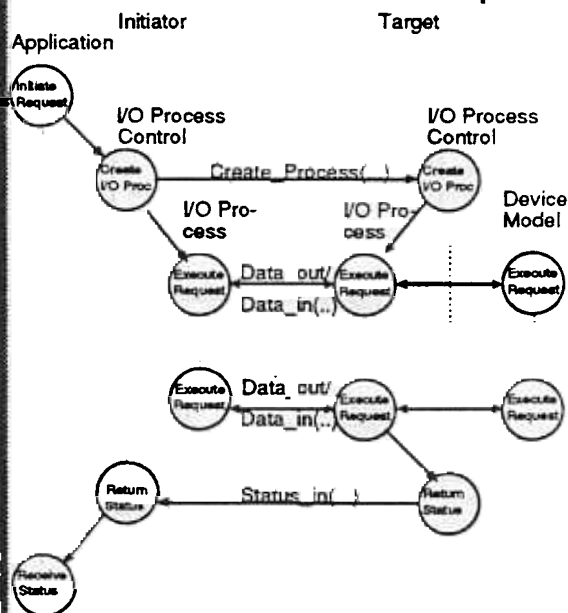 Initiator
Target
Application
Initiate
Request
I/O Process
Control
I/O Process
Control
Create
I/O Proc
Create_Process(...)
Create
I/O Proc
Device
Model
I/O Pro-
cess
I/O Pro-
cess
Execute
Request
Data_out/
Data_in(..)
Execute
Request
Execute
Request
Execute
Request
Data_out/
Data_in(..)
Execute
Request
Execute
Request
Return
Status
Status_in(...)
Return
Status
Receive
Status